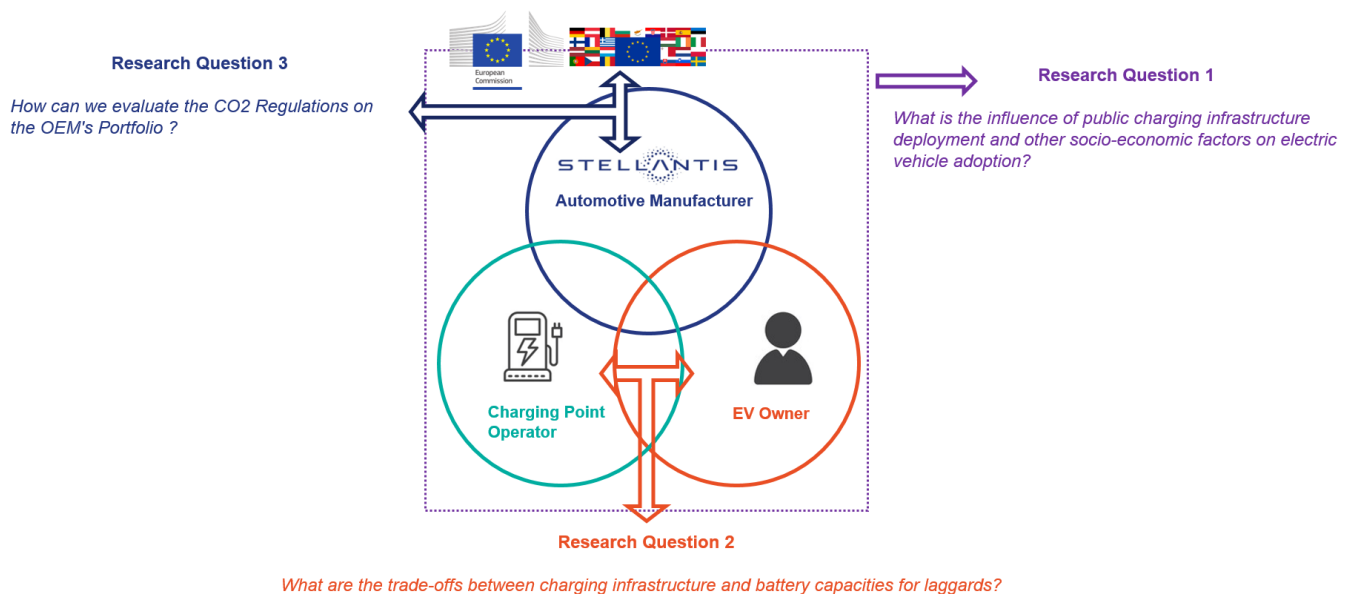 European
Commission
Research Question 3
How can we evaluate the CO2 Regulations on
the OEM's Portfolio ?
Research Question 1
What is the influence of public charging infrastructure
deployment and other socio-economic factors on electric
vehicle adoption?
STELLANTIS
Automotive Manufacturer
Charging Point
Operator
EV Owner
Research Question 2
What are the trade-offs between charging infrastructure and battery capacities for laggards?